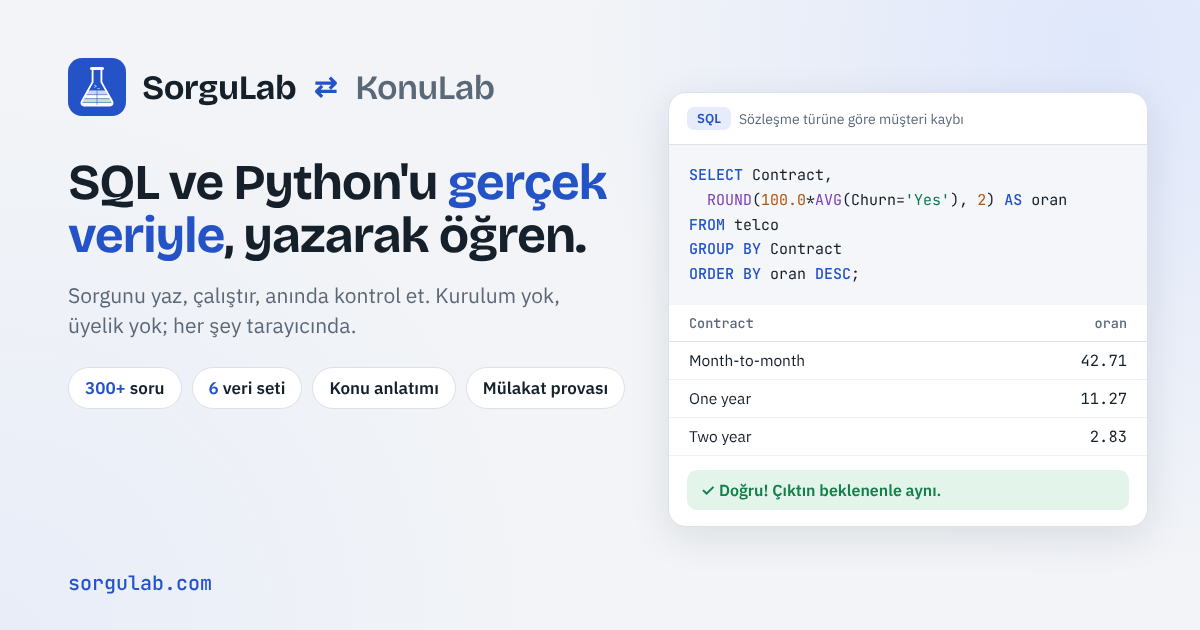 SorguLab ⇄ KonuLab
SQL ve Python'u gerçek
veriyle, yazarak öğren.
Sorgunu yaz, çalıştır, anında kontrol et. Kurulum yok,
üyelik yok; her şey tarayıcında.
300+ soru
6 veri seti
Konu anlatımı
Mülakat provası
sorgulab.com
SQL Sözleşme türüne göre müşteri kaybı
SELECT Contract,
  ROUND(100.0*AVG(Churn='Yes'), 2) AS oran
FROM telco
GROUP BY Contract
ORDER BY oran DESC;
Contract oran
Month-to-month 42.71
One year 11.27
Two year 2.83
✓ Doğru! Çıktın beklenenle aynı.